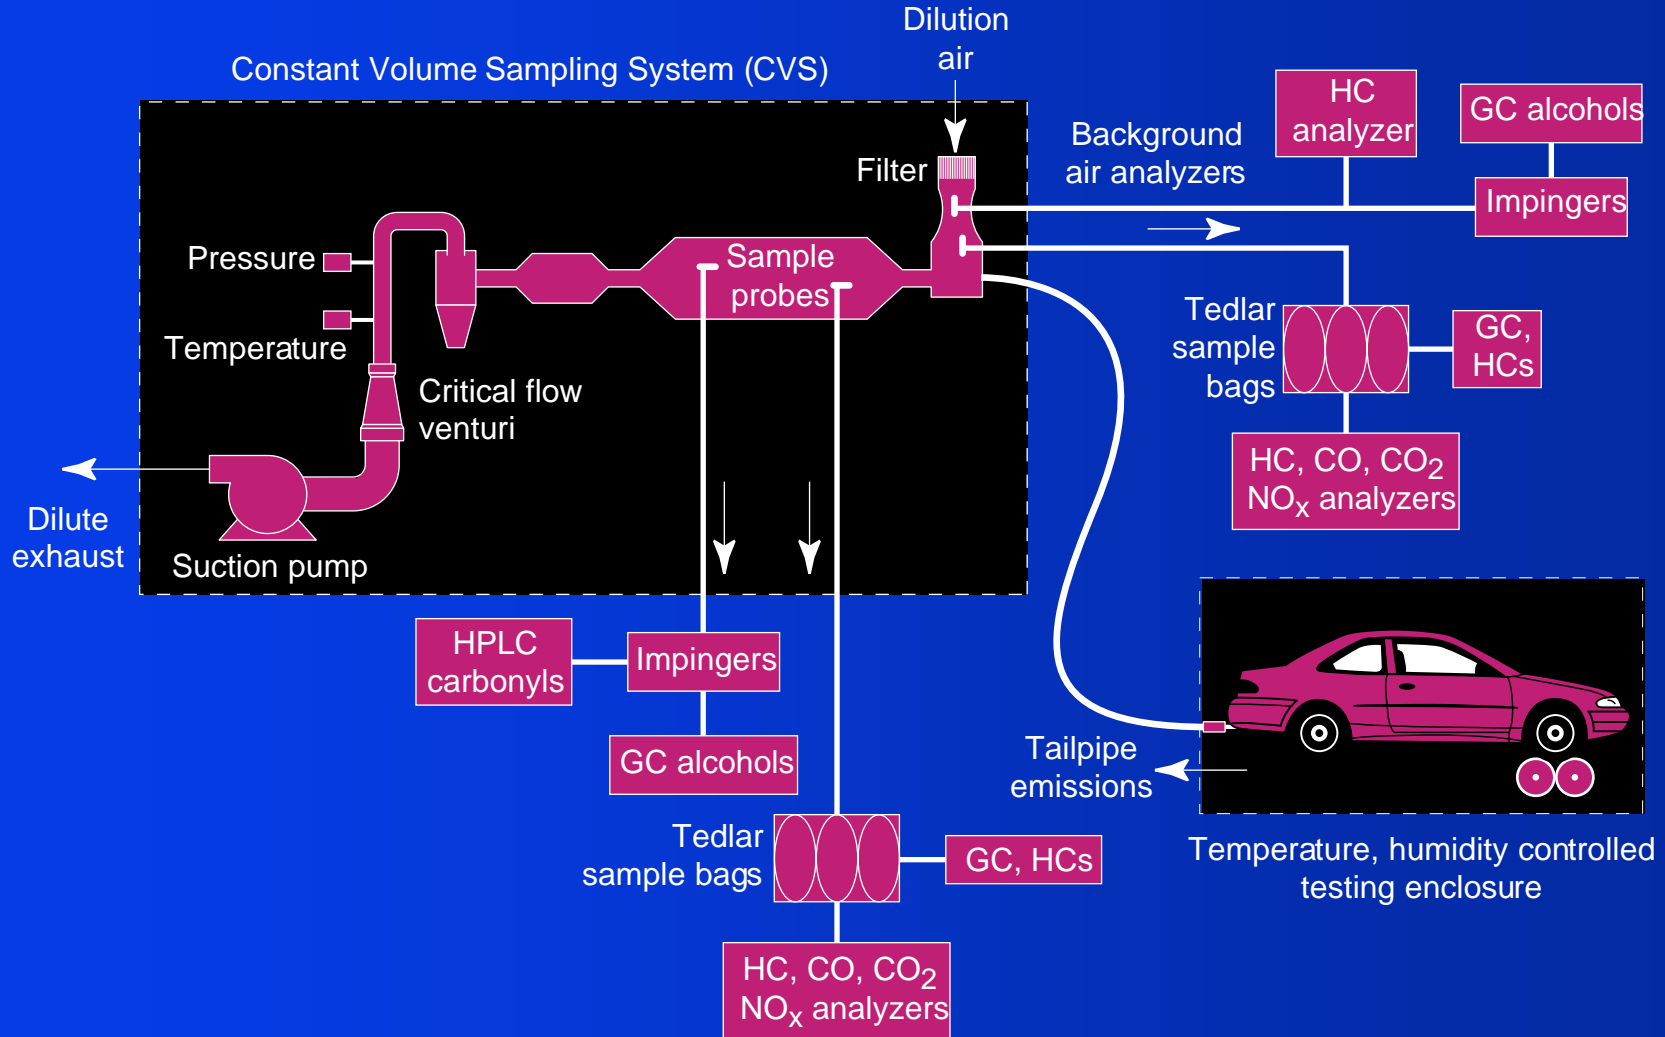 Dilution
air
Constant Volume Sampling System (CVS)
HC
analyzer
GC alcohols
Background
air analyzers
Filter
Impingers
Pressure
Sample
probes
Temperature
Tedlar
sample
bags
GC,
HCs
Critical flow
venturi
HC, CO, CO₂
NOₓ analyzers
Dilute
exhaust
Suction pump
HPLC
carbonyls
Impingers
GC alcohols
Tailpipe
emissions
Temperature, humidity controlled
testing enclosure
Tedlar
sample bags
GC, HCs
HC, CO, CO₂
NOₓ analyzers